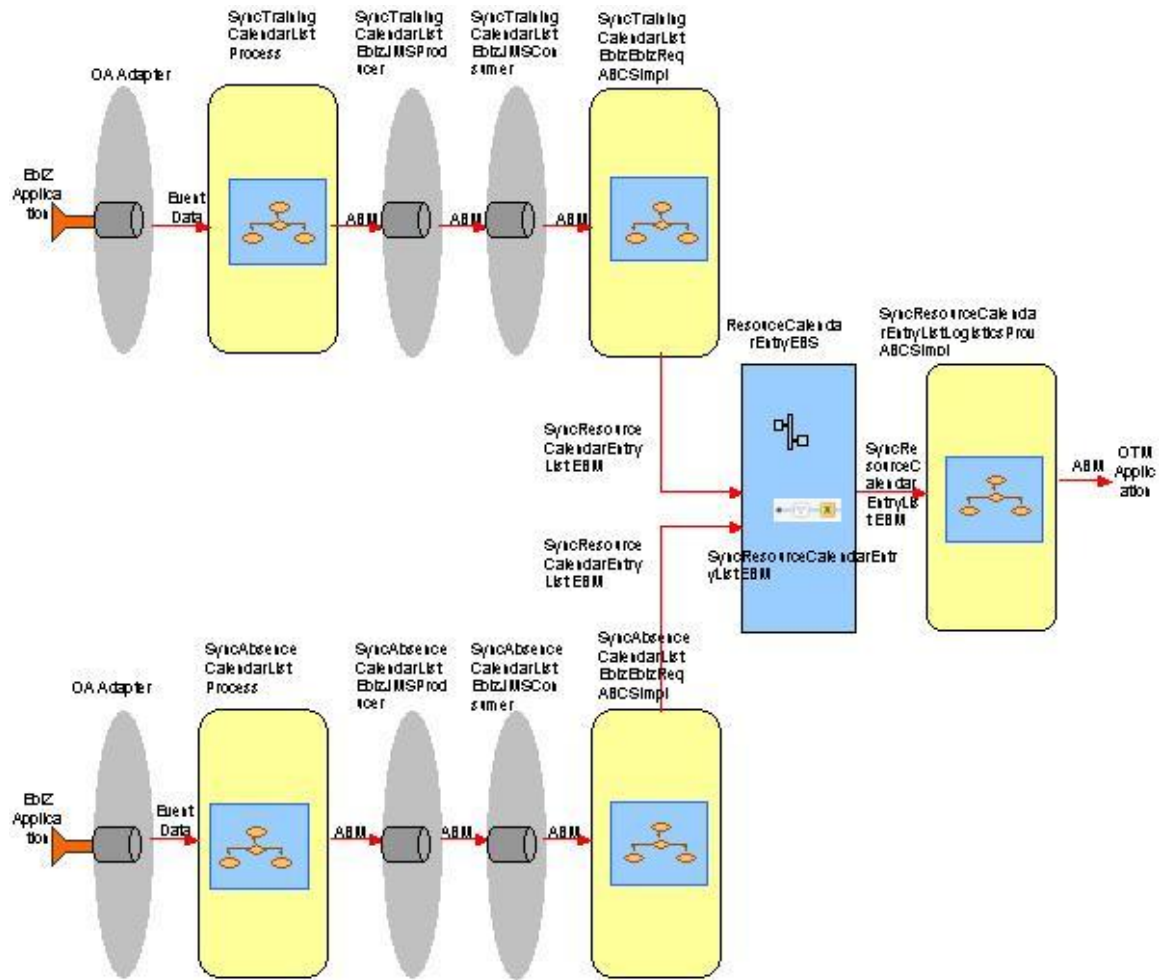 OA Adapter
SyncTraining
CalendarList
Process
SyncTraining
CalendarList
EbizJMSProd
ucer
SyncTraining
CalendarList
EbizJMSCon
sumer
SyncTraining
CalendarList
EbizEbizReq
ABCSImpl
EbIZ
Applica
tion
Event
Data
ABM
ABM
ABM
ResourceCalenda
rEntryEBS
SyncResourceCalenda
rEntryListLogisticsProv
ABCSImpl
SyncResource
CalendarEntry
List EBM
SyncRe
sourceC
alendar
EntryLis
t EBM
ABM
OTM
Applic
ation
SyncResource
CalendarEntry
List EBM
SyncResourceCalendarEntr
yList EBM
OA Adapter
SyncAbsence
CalendarList
Process
SyncAbsence
CalendarList
EbizJMSProd
ucer
SyncAbsence
CalendarList
EbizJMSCon
sumer
SyncAbsence
CalendarList
EbizEbizReq
ABCSImpl
EbIZ
Applica
tion
Event
Data
ABM
ABM
ABM